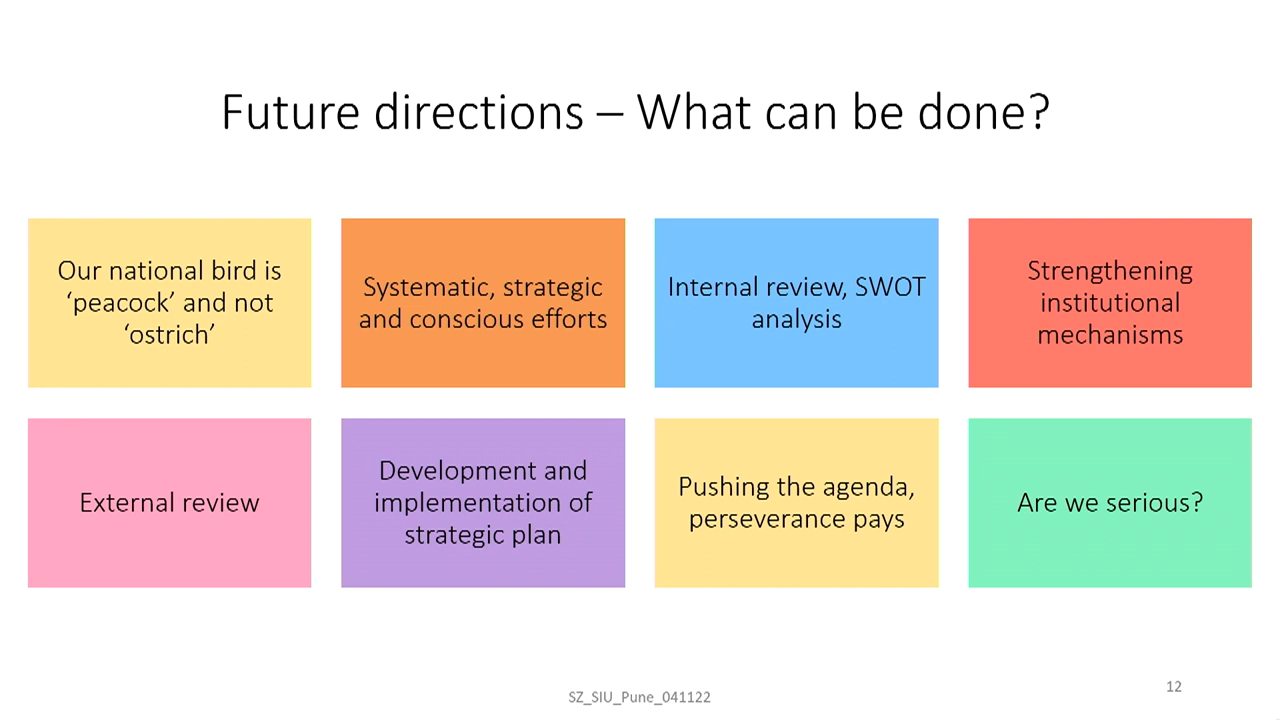 Future directions – What can be done?
Our national bird is
‘peacock’ and not
‘ostrich’
Systematic, strategic
and conscious efforts
Internal review, SWOT
analysis
Strengthening
institutional
mechanisms
External review
Development and
implementation of
strategic plan
Pushing the agenda,
perseverance pays
Are we serious?
SZ_SIU_Pune_041122
12